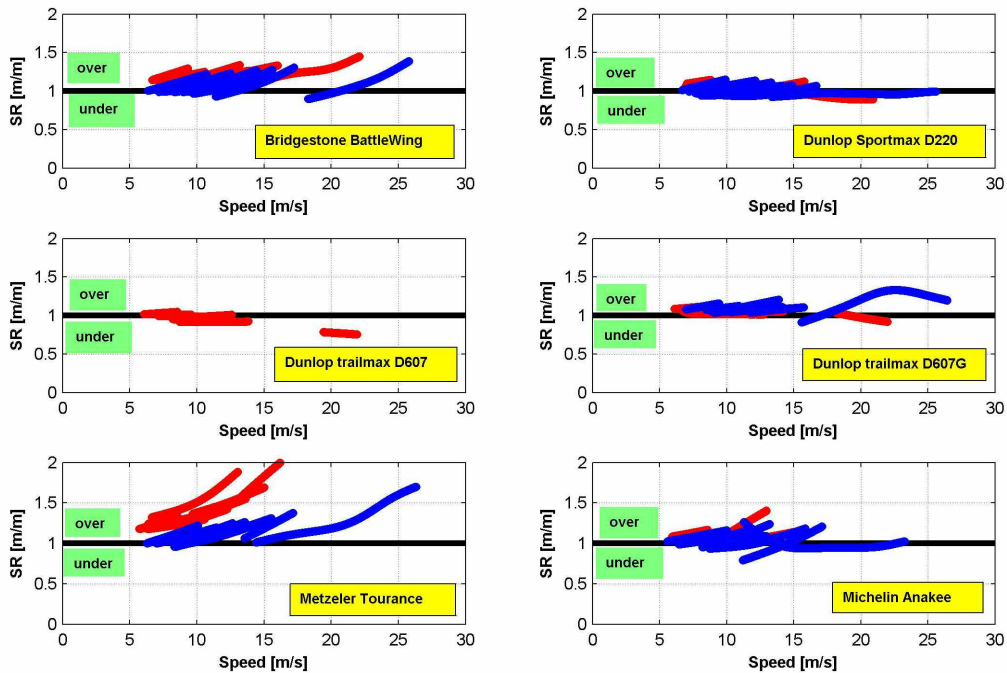 SR [m/m]
2
1.5
1
0.5
0
over
under
Bridgestone BattleWing
0 5 10 15 20 25 30
Speed [m/s]
SR [m/m]
2
1.5
1
0.5
0
over
under
Dunlop Sportmax D220
0 5 10 15 20 25 30
Speed [m/s]
SR [m/m]
2
1.5
1
0.5
0
over
under
Dunlop trailmax D607
0 5 10 15 20 25 30
Speed [m/s]
SR [m/m]
2
1.5
1
0.5
0
over
under
Dunlop trailmax D607G
0 5 10 15 20 25 30
Speed [m/s]
SR [m/m]
2
1.5
1
0.5
0
over
under
Metzeler Tourance
0 5 10 15 20 25 30
Speed [m/s]
SR [m/m]
2
1.5
1
0.5
0
over
under
Michelin Anakee
0 5 10 15 20 25 30
Speed [m/s]